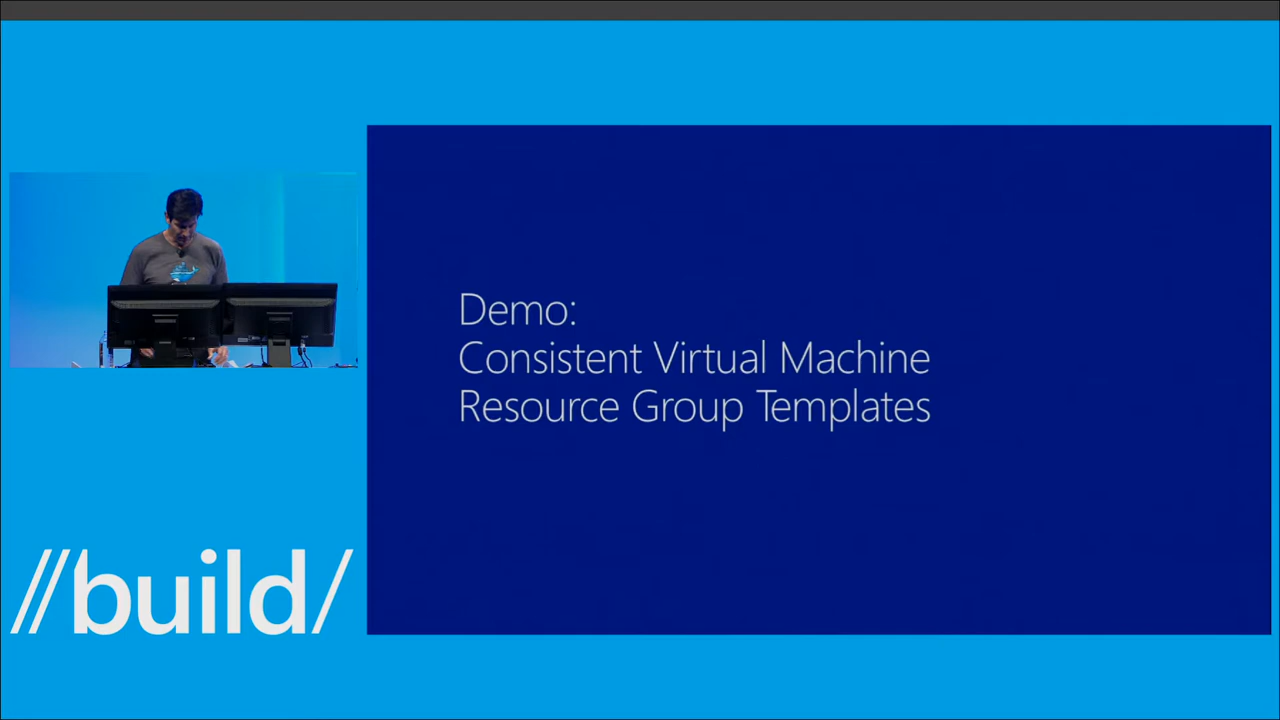 Demo:
Consistent Virtual Machine
Resource Group Templates
//build/